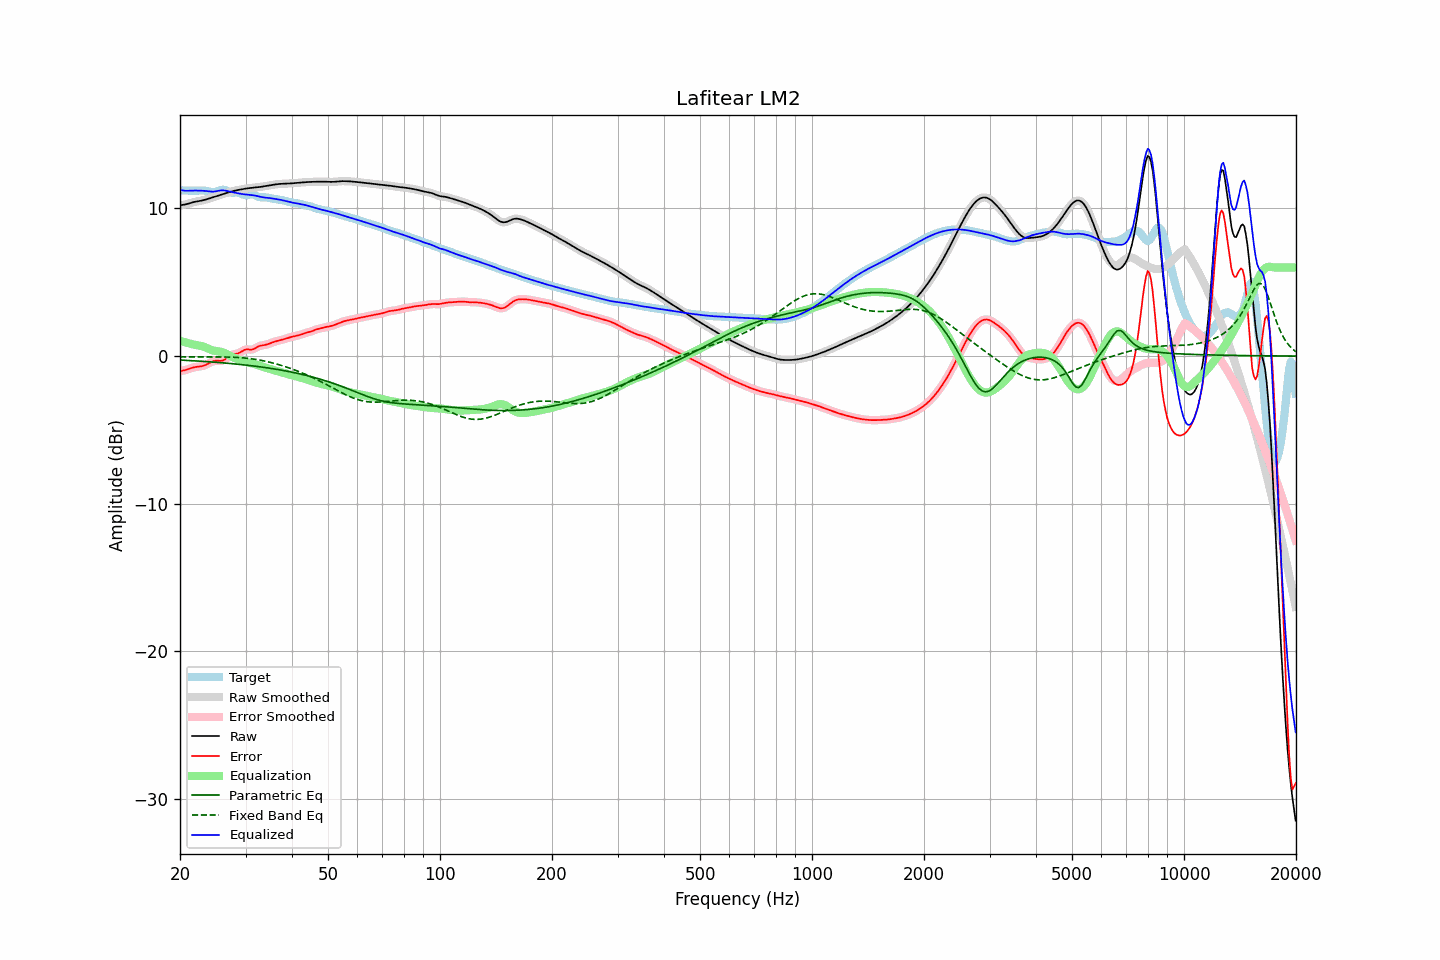 Lafitear LM2
10
0
−10
−20
−30
Amplitude (dBr)
Target
Raw Smoothed
Error Smoothed
Raw
Error
Equalization
Parametric Eq
Fixed Band Eq
Equalized
20
50
100
200
500
1000
2000
5000
10000
20000
Frequency (Hz)